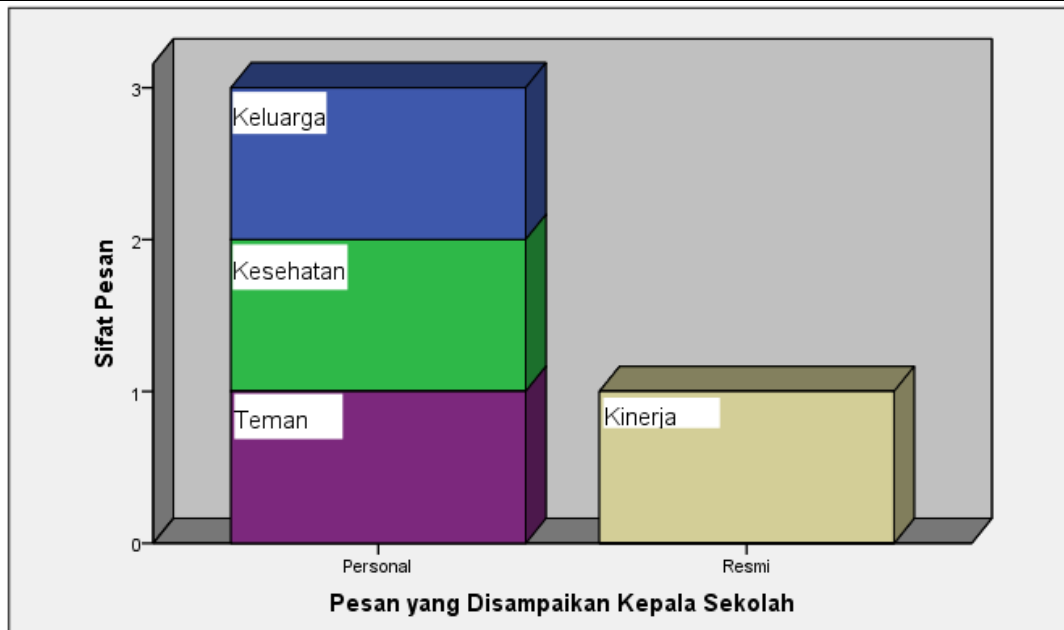 3
Keluarga
2
Kesehatan
Sifat Pesan
1
Teman
Kinerja
0
Personal
Resmi
Pesan yang Disampaikan Kepala Sekolah